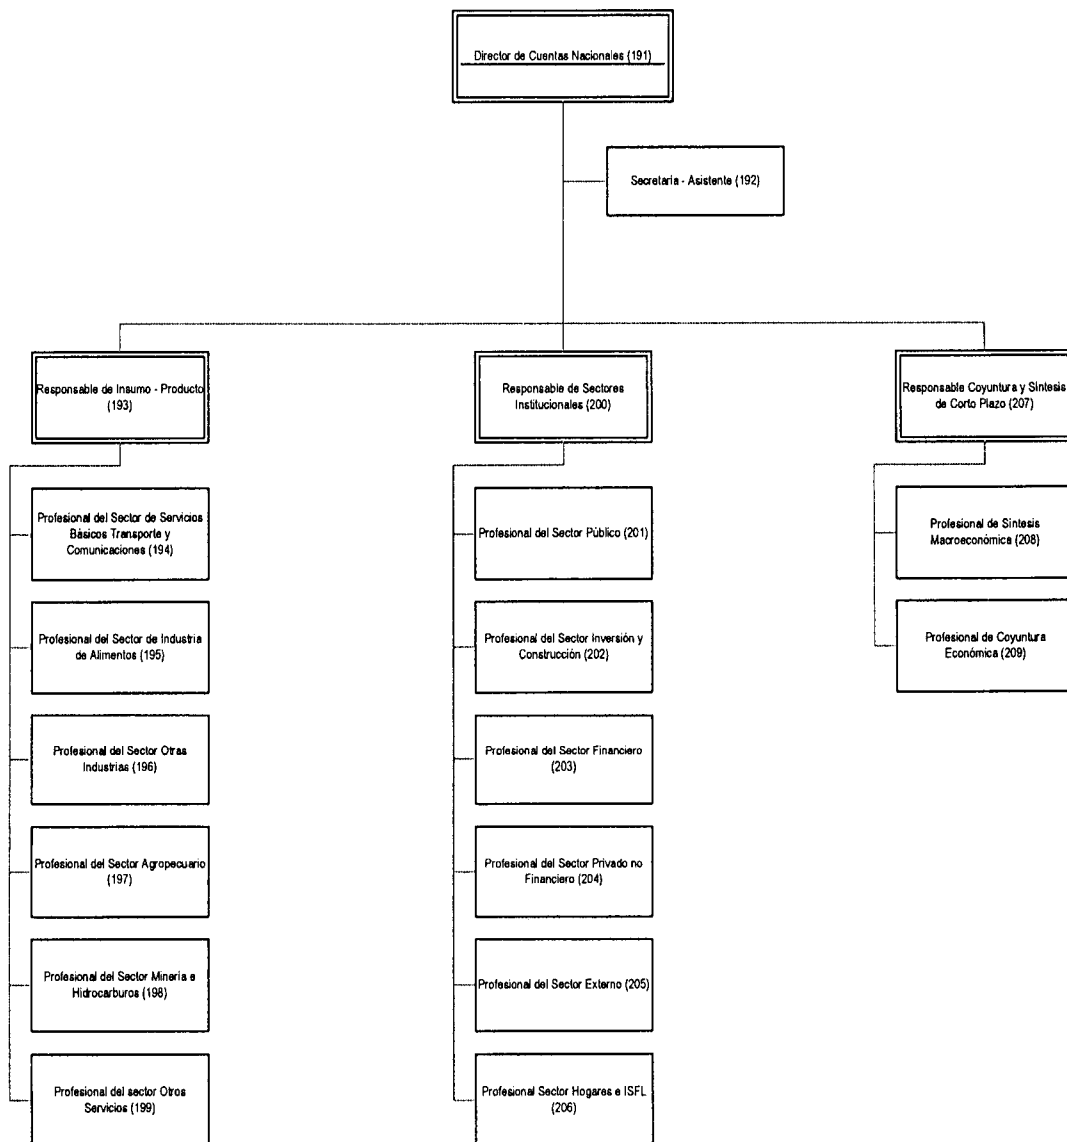 Director de Cuentas Nacionales (191)
Secretaria - Asistente (192)
Responsable de Insumo - Producto
(193)
Profesional del Sector de Servicios
Básicos Transporte y
Comunicaciones (194)
Profesional del Sector de Industria
de Alimentos (195)
Profesional del Sector Otras
Industrias (196)
Profesional del Sector Agropecuario
(197)
Profesional del Sector Minería e
Hidrocarburos (198)
Profesional del sector Otros
Servicios (199)
Responsable de Sectores
Institucionales (200)
Profesional del Sector Público (201)
Profesional del Sector Inversión y
Construcción (202)
Profesional del Sector Financiero
(203)
Profesional del Sector Privado no
Financiero (204)
Profesional del Sector Externo (205)
Profesional Sector Hogares e ISFL
(206)
Responsable Coyuntura y Síntesis
de Corto Plazo (207)
Profesional de Síntesis
Macroeconómica (208)
Profesional de Coyuntura
Económica (209)